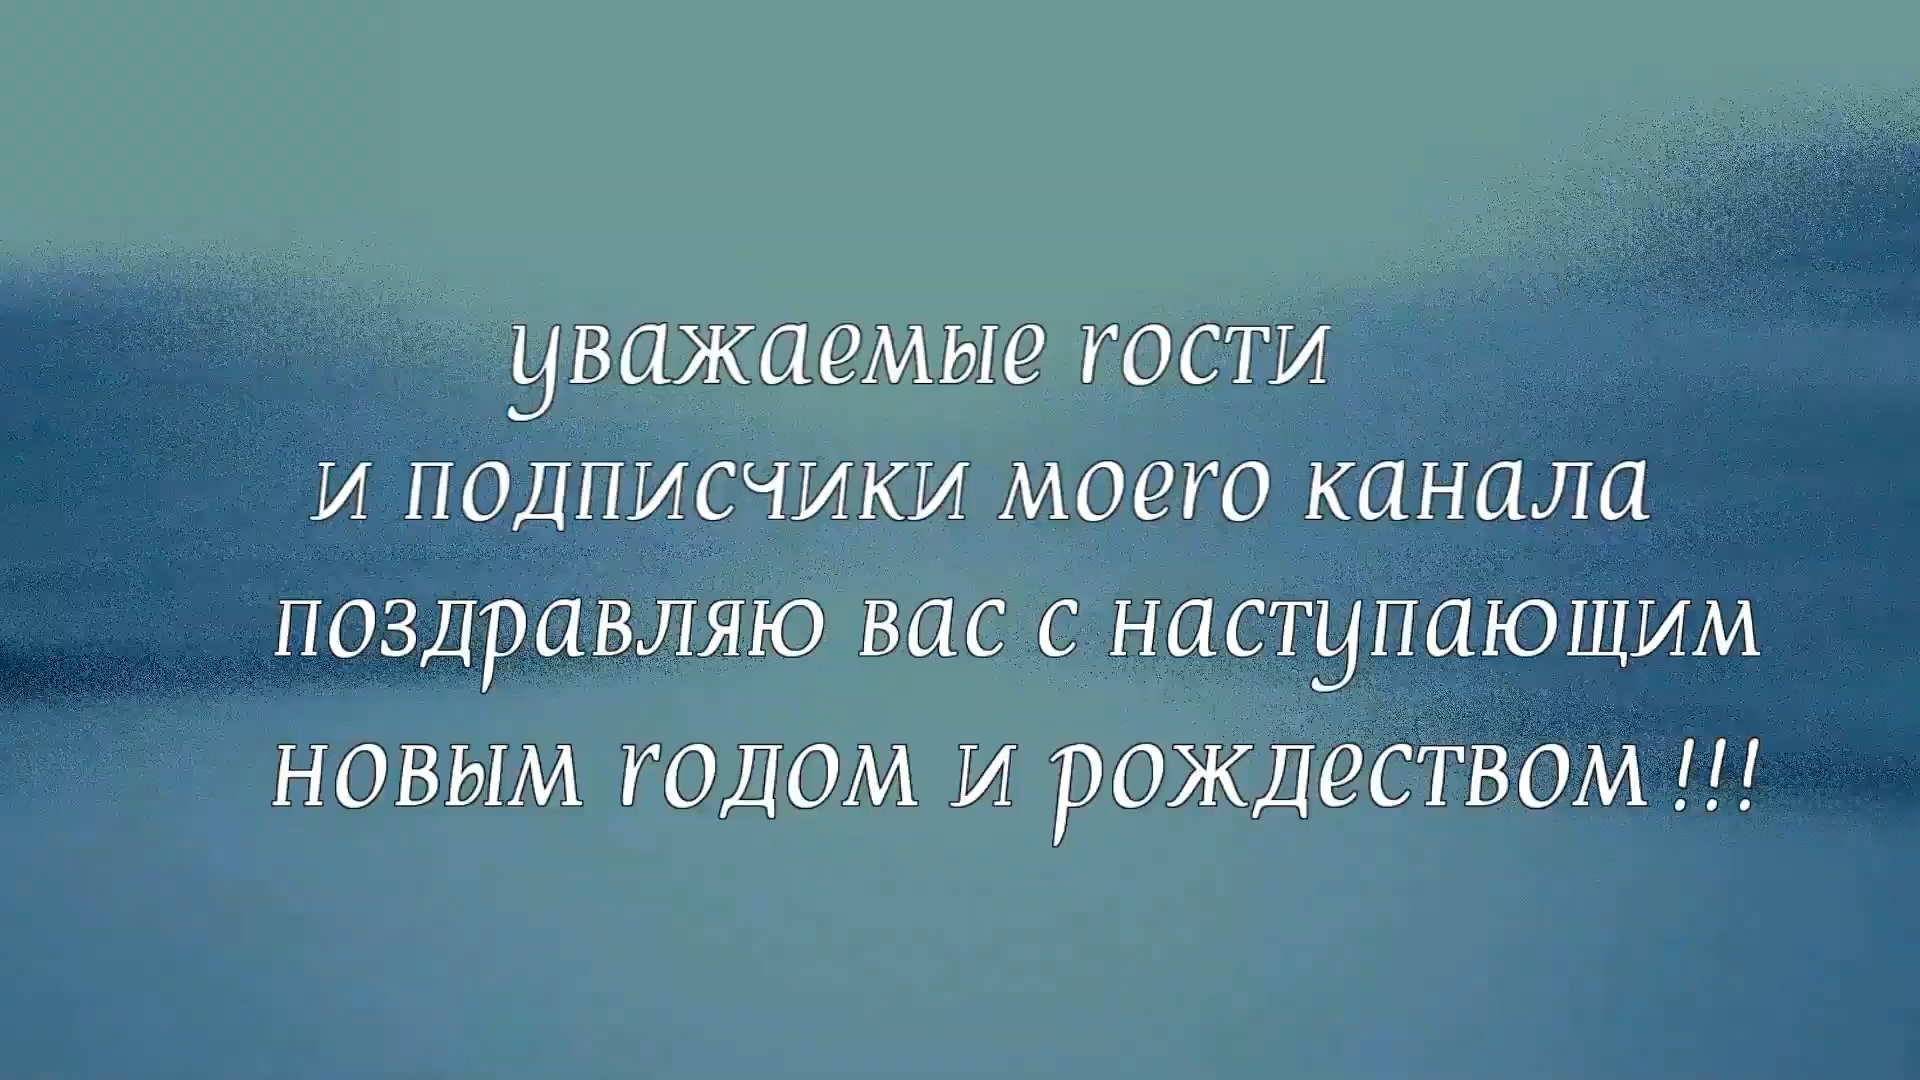 уважаемые гости
и подписчики моего канала
поздравляю вас с наступающим
новым годом и рождеством!!!